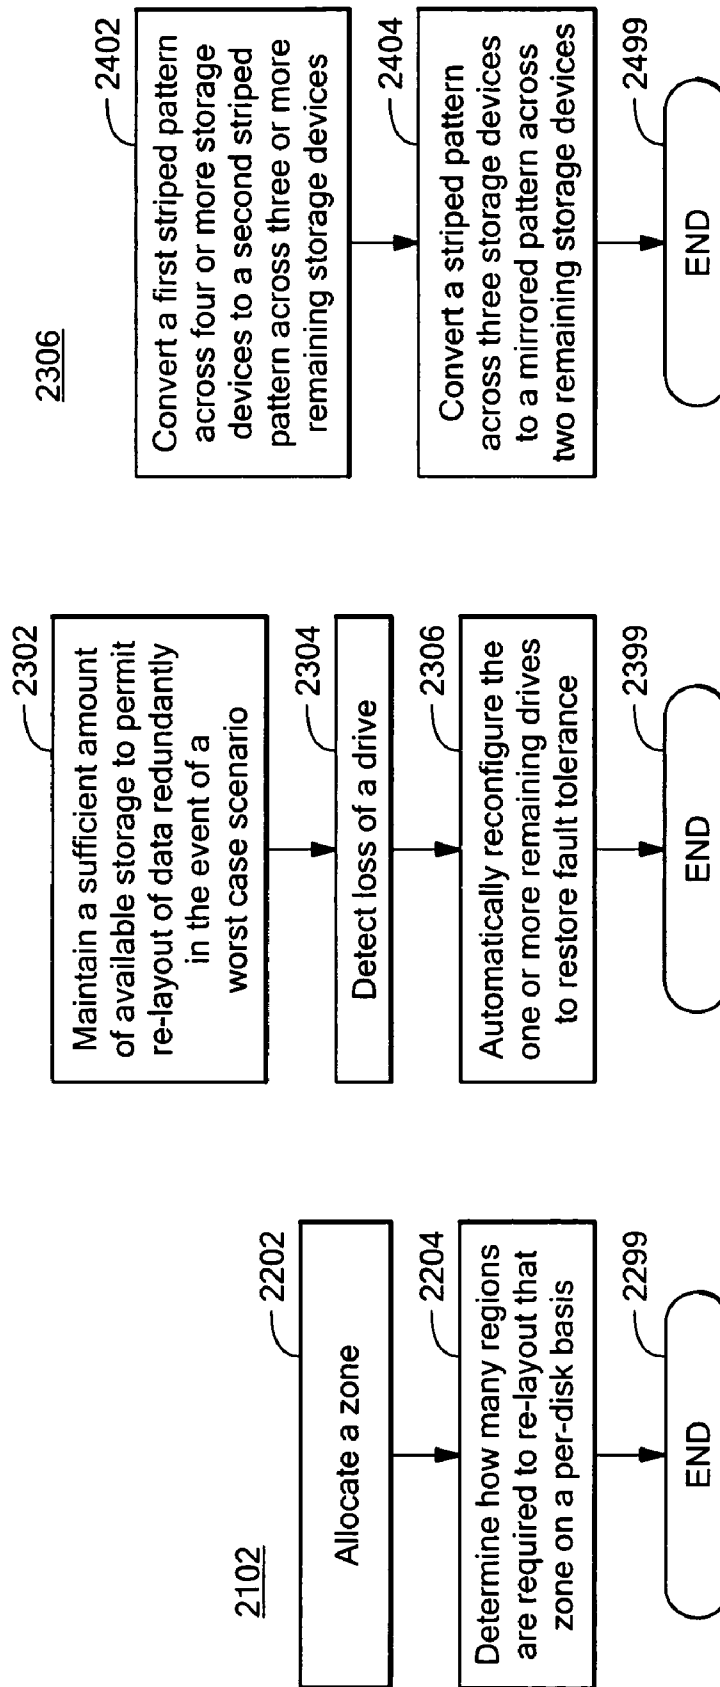 2102
2202
Allocate a zone
2204
Determine how many regions
are required to re-layout that
zone on a per-disk basis
2299
END
2302
Maintain a sufficient amount
of available storage to permit
re-layout of data redundantly
in the event of a
worst case scenario
2304
Detect loss of a drive
2306
Automatically reconfigure the
one or more remaining drives
to restore fault tolerance
2399
END
2306
2402
Convert a first striped pattern
across four or more storage
devices to a second striped
pattern across three or more
remaining storage devices
2404
Convert a striped pattern
across three storage devices
to a mirrored pattern across
two remaining storage devices
2499
END